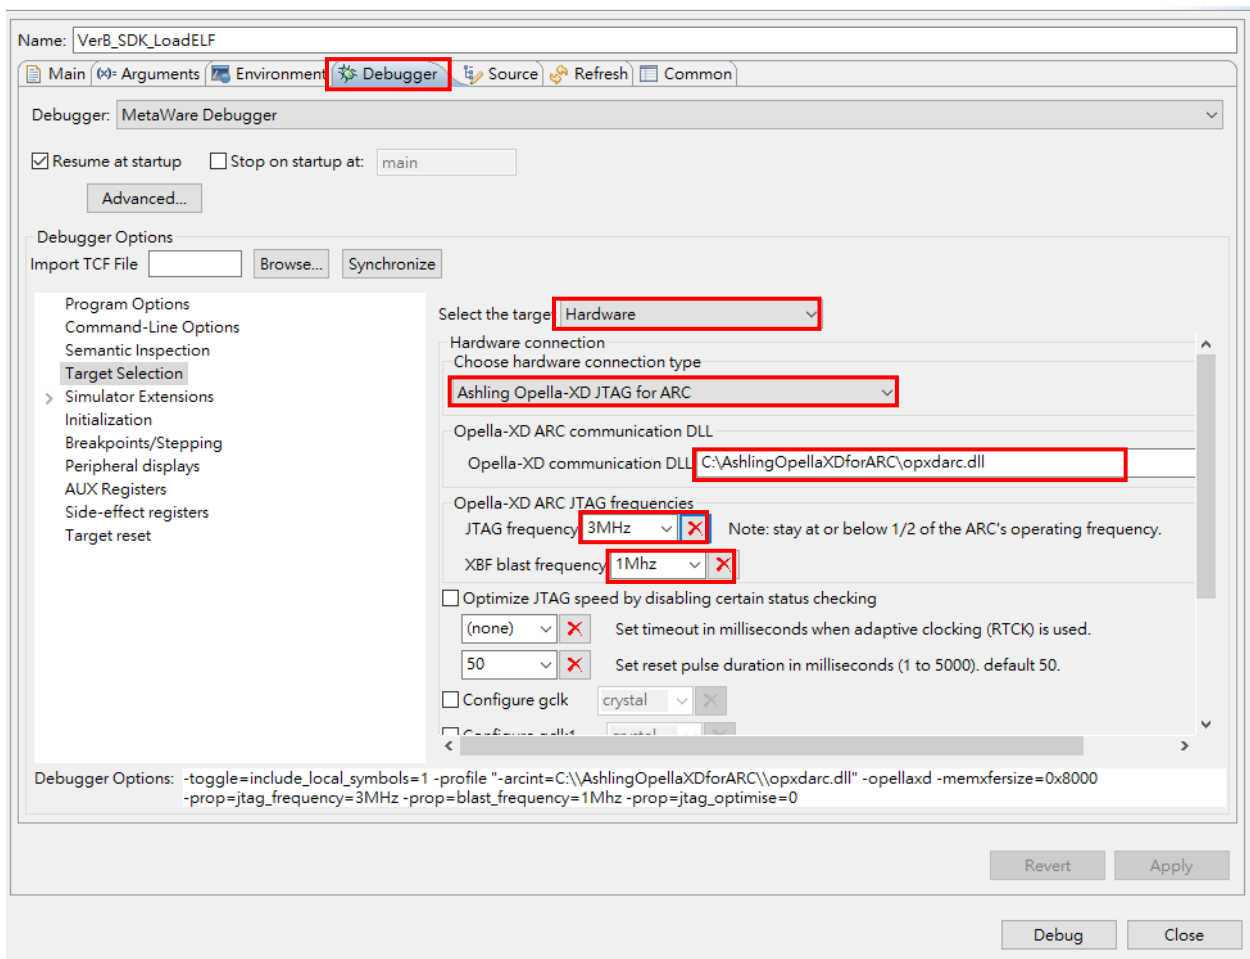 Name: VerB_SDK_LoadELF
Main (x)= Arguments Environment Debugger Source Refresh Common
Debugger: MetaWare Debugger
Resume at startup Stop on startup at: main
Advanced...
Debugger Options
Import TCF File Browse... Synchronize
Program Options
Command-Line Options
Semantic Inspection
Target Selection
Simulator Extensions
Initialization
Breakpoints/Stepping
Peripheral displays
AUX Registers
Side-effect registers
Target reset
Select the target Hardware
Hardware connection
Choose hardware connection type
Ashling Opella-XD JTAG for ARC
Opella-XD ARC communication DLL
Opella-XD communication DLL C:\AshlingOpellaXDforARC\opxdarc.dll
Opella-XD ARC JTAG frequencies
JTAG frequency 3MHz Note: stay at or below 1/2 of the ARC's operating frequency.
XBF blast frequency 1Mhz
Optimize JTAG speed by disabling certain status checking
(none) Set timeout in milliseconds when adaptive clocking (RTCK) is used.
50 Set reset pulse duration in milliseconds (1 to 5000). default 50.
Configure gclk crystal
Debugger Options: -toggle=include_local_symbols=1 -profile "-arcint=C:\\AshlingOpellaXDforARC\\opxdarc.dll" -opellaxd -memxfersize=0x8000
-prop=jtag_frequency=3MHz -prop=blast_frequency=1Mhz -prop=jtag_optimise=0
Revert Apply
Debug Close